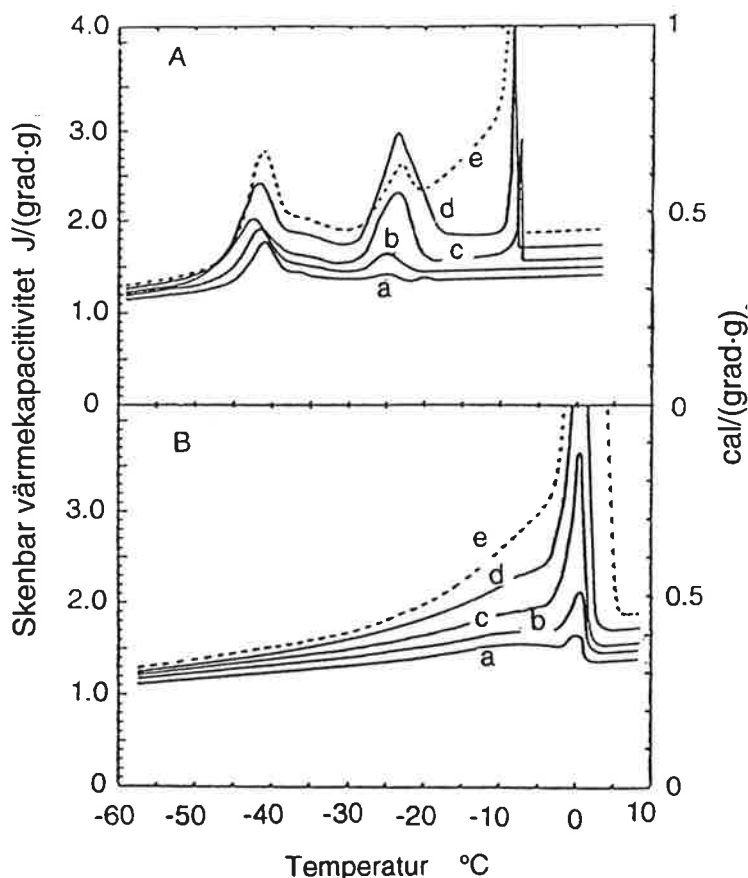 4.0
3.0
2.0
1.0
0
A
a
b
c
d
e
1
0.5
0
3.0
2.0
1.0
0
B
e
d
c
b
a
0.5
0
-60
-50
-40
-30
-20
-10
0
10
Skenbar värmekapacitivitet J/(grad·g)
cal/(grad·g)
Temperatur °C